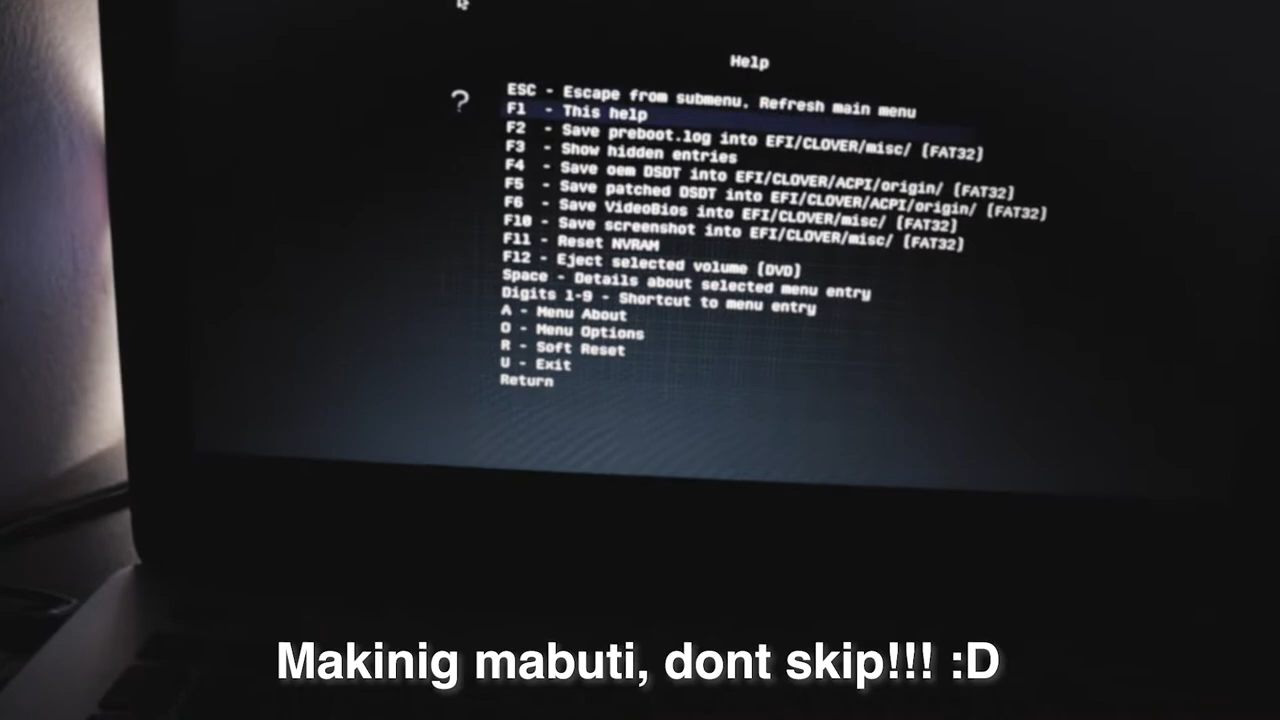 Help
?
ESC - Escape from submenu, Refresh main menu
F1 - This help
F2 - Save preboot.log into EFI/CLOVER/misc/ (FAT32)
F3 - Show hidden entries
F4 - Save oem DSDT into EFI/CLOVER/ACPI/origin/ (FAT32)
F5 - Save patched DSDT into EFI/CLOVER/ACPI/origin/ (FAT32)
F6 - Save VideoBios into EFI/CLOVER/misc/ (FAT32)
F10 - Save screenshot into EFI/CLOVER/misc/ (FAT32)
F11 - Reset NVRAM
F12 - Eject selected volume (DVD)
Space - Details about selected menu entry
Digits 1-9 - Shortcut to menu entry
A - Menu About
O - Menu Options
R - Soft Reset
U - Exit
Return
Makinig mabuti, dont skip!!! :D